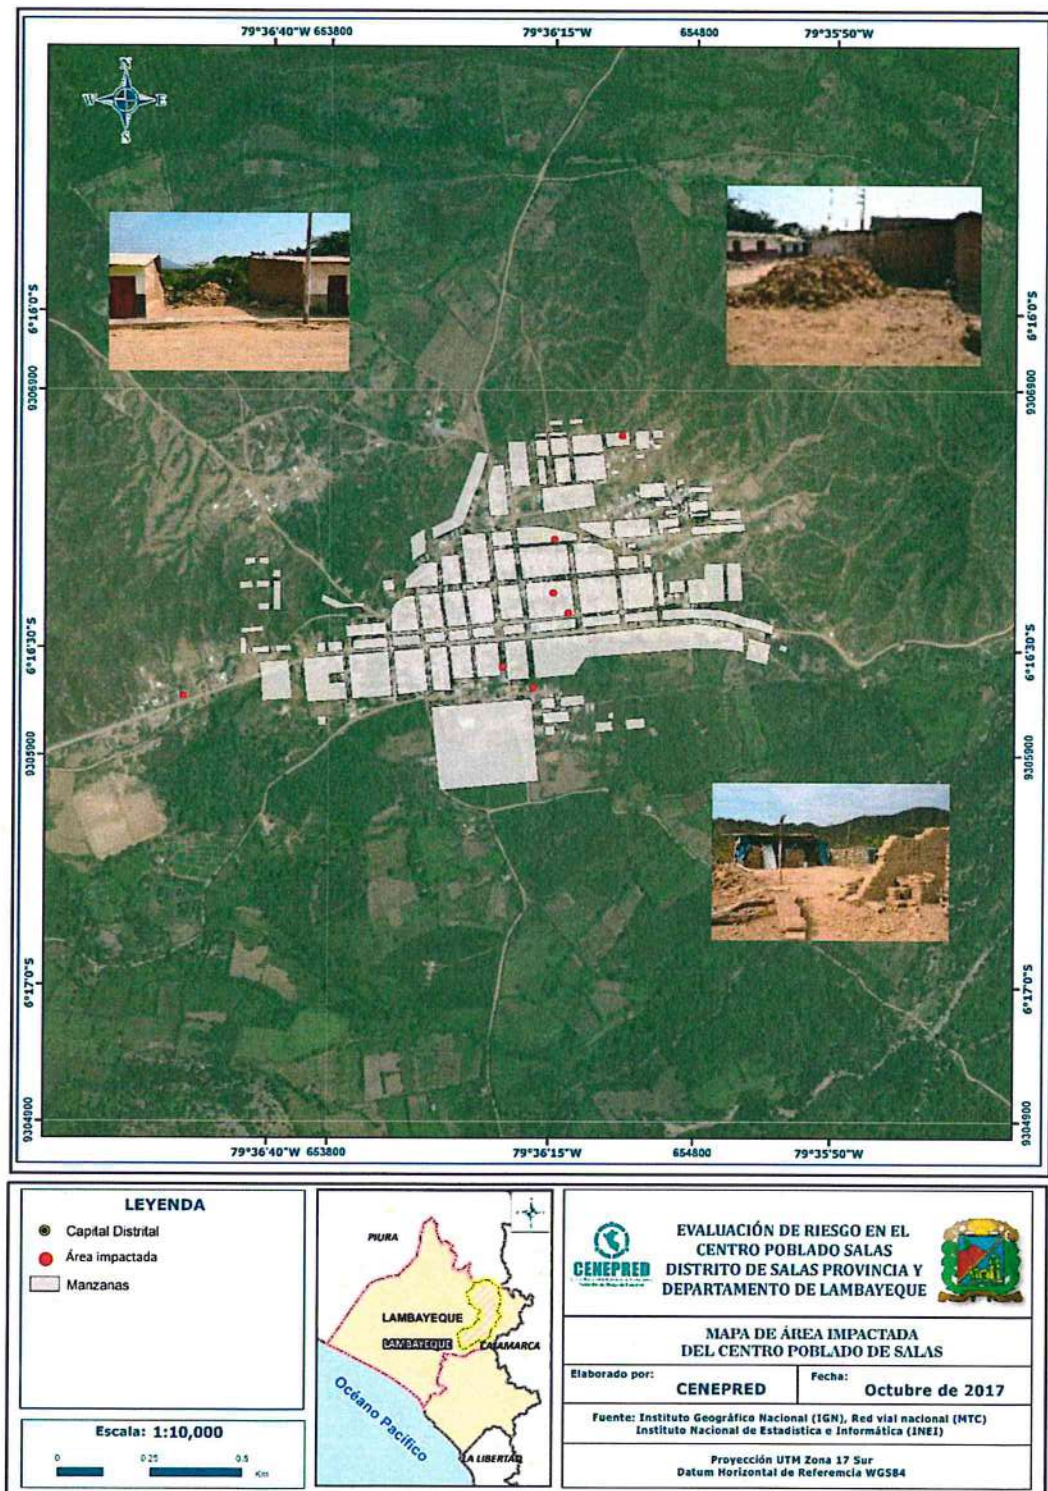 79°36'40"W 653800 79°36'15"W 654800 79°35'50"W
N
W E
S
6°16'0"S 6°16'0"S
9306900 9306900
6°16'30"S 6°16'30"S
9305900 9305900
6°17'0"S 6°17'0"S
9304900 9304900
79°36'40"W 653800 79°36'15"W 654800 79°35'50"W
LEYENDA
Capital Distrital
Área impactada
Manzanas
Escala: 1:10,000
0 0.25 0.5
Km
PIURA
LAMBAYEQUE
LAMBAYEQUE
CAJAMARCA
Océano Pacífico
LA LIBERTAD
CENEPRED
EVALUACIÓN DE RIESGO EN EL
CENTRO POBLADO SALAS
DISTRITO DE SALAS PROVINCIA Y
DEPARTAMENTO DE LAMBAYEQUE
MAPA DE ÁREA IMPACTADA
DEL CENTRO POBLADO DE SALAS
Elaborado por:
CENEPRED
Fecha:
Octubre de 2017
Fuente: Instituto Geográfico Nacional (IGN), Red vial nacional (MTC)
Instituto Nacional de Estadística e Informática (INEI)
Proyección UTM Zona 17 Sur
Datum Horizontal de Referencia WGS84